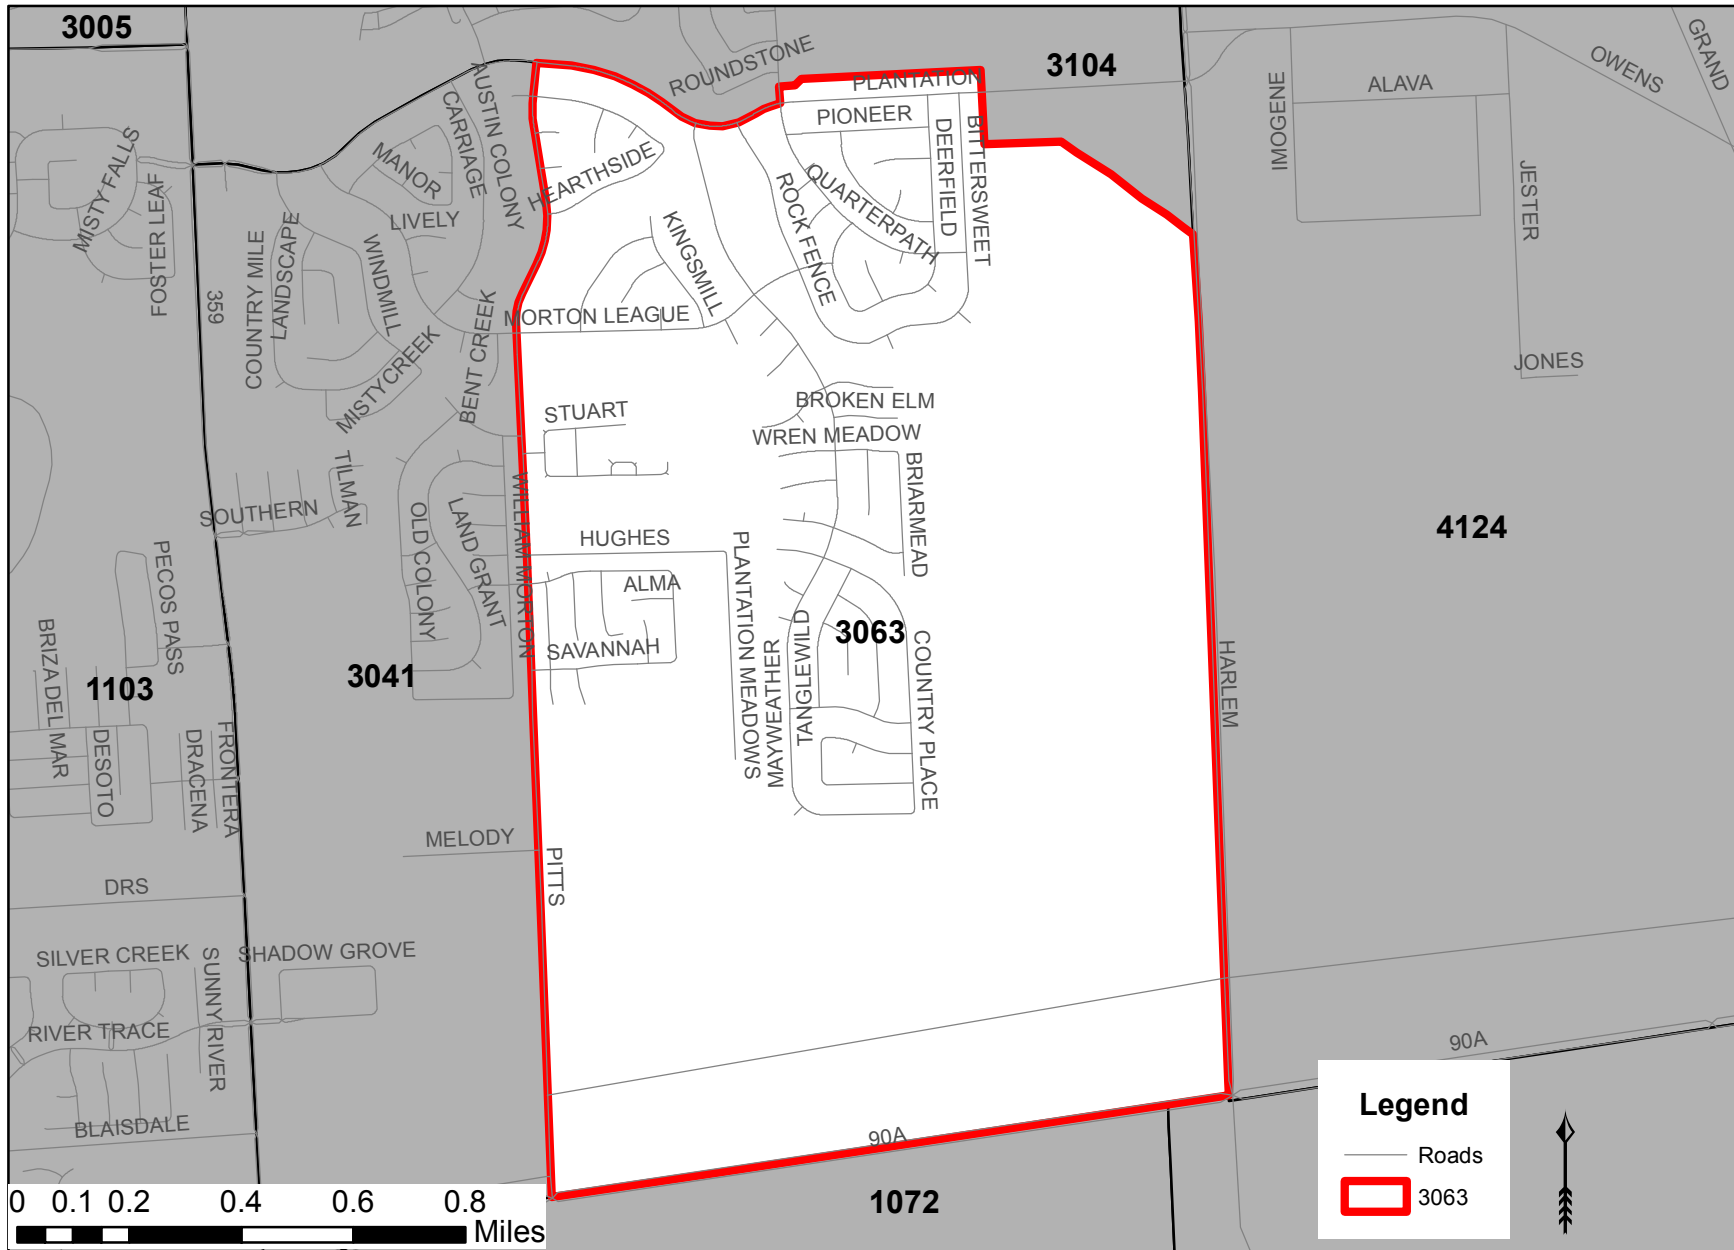 3005
ROUNDSTONE
3104
GRAND
OWENS
AUSTIN COLONY
CARRIAGE
PLANTATION
IMOGENE
ALAVA
PIONEER
BITTERSWEET
DEERFIELD
MISTY FALLS
MANOR
HEARTHSIDE
FOSTER LEAF
LIVELY
ROCK FENCE
QUARTERPATH
JESTER
COUNTRY MILE
LANDSCAPE
WINDMILL
KINGSMILL
359
BENT CREEK
MORTON LEAGUE
MISTYCREEK
JONES
STUART
BROKEN ELM
WREN MEADOW
TILMAN
BRIARMEAD
SOUTHERN
OLD COLONY
LAND GRANT
WILLIAM MORTON
4124
HUGHES
PLANTATION MEADOWS
PECOS PASS
ALMA
BRIZA DEL MAR
TANGLEWILD
3063
COUNTRY PLACE
HARLEM
SAVANNAH
MAYWEATHER
1103
3041
DESOTO
DRACENA
FRONTERA
MELODY
PITTS
DRS
SILVER CREEK
SUNNY RIVER
SHADOW GROVE
RIVER TRACE
90A
BLAISDALE
90A
1072
Legend
Roads
3063
0 0.1 0.2 0.4 0.6 0.8
Miles